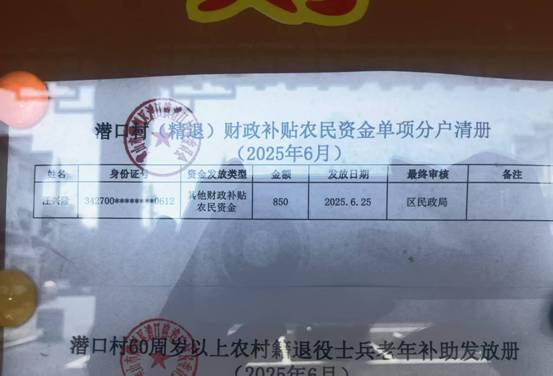 潜口村（精退）财政补贴农民资金单项分户清册
（2025年6月）
姓名 身份证号 资金发放类型 金额 发放日期 最终审核 备注
汪兴隆 342700********0612 其他财政补贴农民资金 850 2025.6.25 区民政局
潜口村60周岁以上农村籍退役士兵老年补助发放册
（2025年6月）